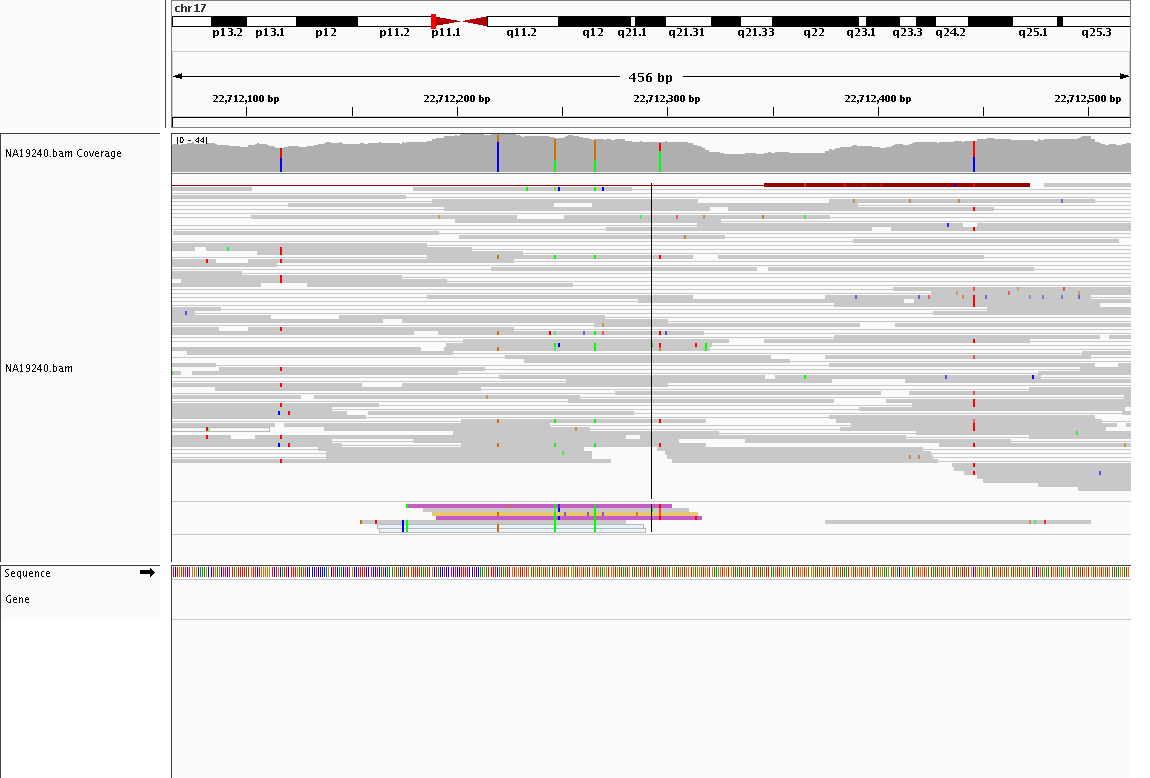 chr17
p13.2 p13.1 p12 p11.2 p11.1 q11.2 q12 q21.1 q21.31 q21.33 q22 q23.1 q23.3 q24.2 q25.1 q25.3
456 bp
22,712,100 bp 22,712,200 bp 22,712,300 bp 22,712,400 bp 22,712,500 bp
NA19240.bam Coverage
[0 - 44]
NA19240.bam
Sequence
Gene